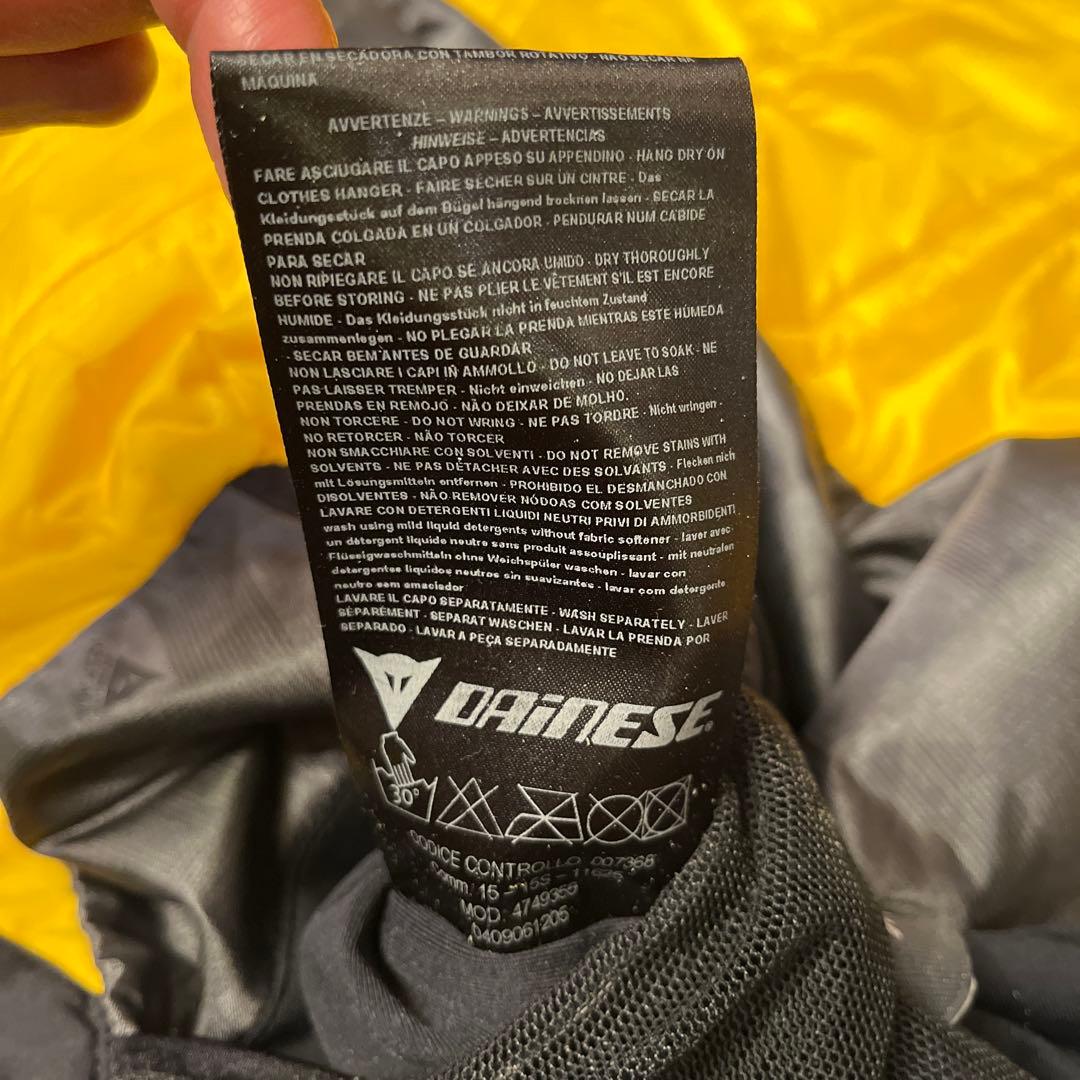 SECAR EN SECADORA CON TAMBOR ROTATIVO - NÃO SECAR NA
MAQUINA
AVVERTENZE - WARNINGS - AVVERTISSEMENTS
HINWEISE - ADVERTENCIAS
FARE ASCIUGARE IL CAPO APPESO SU APPENDINO - HANG DRY ON
CLOTHES HANGER - FAIRE SÉCHER SUR UN CINTRE - Das
Kleidungsstück auf dem Bügel hängend trocknen lassen - SECAR LA
PRENDA COLGADA EN UN COLGADOR - PENDURAR NUM CABIDE
PARA SECAR
NON RIPIEGARE IL CAPO SE ANCORA UMIDO - DRY THOROUGHLY
BEFORE STORING - NE PAS PLIER LE VÊTEMENT S'IL EST ENCORE
HUMIDE - Das Kleidungsstück nicht in feuchtem Zustand
zusammenlegen - NO PLEGAR LA PRENDA MIENTRAS ESTE HÚMEDA
- SECAR BEM ANTES DE GUARDAR
NON LASCIARE I CAPI IN AMMOLLO - DO NOT LEAVE TO SOAK - NE
PAS LAISSER TREMPER - Nicht einweichen - NO DEJAR LAS
PRENDAS EN REMOJO - NÃO DEIXAR DE MOLHO.
NON TORCERE - DO NOT WRING - NE PAS TORDRE - Nicht wringen -
NO RETORCER - NÃO TORCER
NON SMACCHIARE CON SOLVENTI - DO NOT REMOVE STAINS WITH
SOLVENTS - NE PAS DÉTACHER AVEC DES SOLVANTS - Flecken nich
mit Lösungsmitteln entfernen - PROHIBIDO EL DESMANCHADO CON
DISOLVENTES - NÃO REMOVER NÓDOAS COM SOLVENTES
LAVARE CON DETERGENTI LIQUIDI NEUTRI PRIVI DI AMMORBIDENTI
wash using mild liquid detergents without fabric softener - laver avec
un détergent liquide neutre sans produit assouplissant - mit neutralen
Flüssigwaschmitteln ohne Weichspüler waschen - lavar con
detergentes liquidos neutros sin suavizantes - lavar com detergente
neutro sem amaciador
LAVARE IL CAPO SEPARATAMENTE - WASH SEPARATELY - LAVER
SÉPARÉMENT - SEPARAT WASCHEN - LAVAR LA PRENDA POR
SEPARADO - LAVAR A PEÇA SEPARADAMENTE
DAINESE
30°
CODICE CONTROLLO 007368
Comm. 16
MOD. 4749359
0409061206